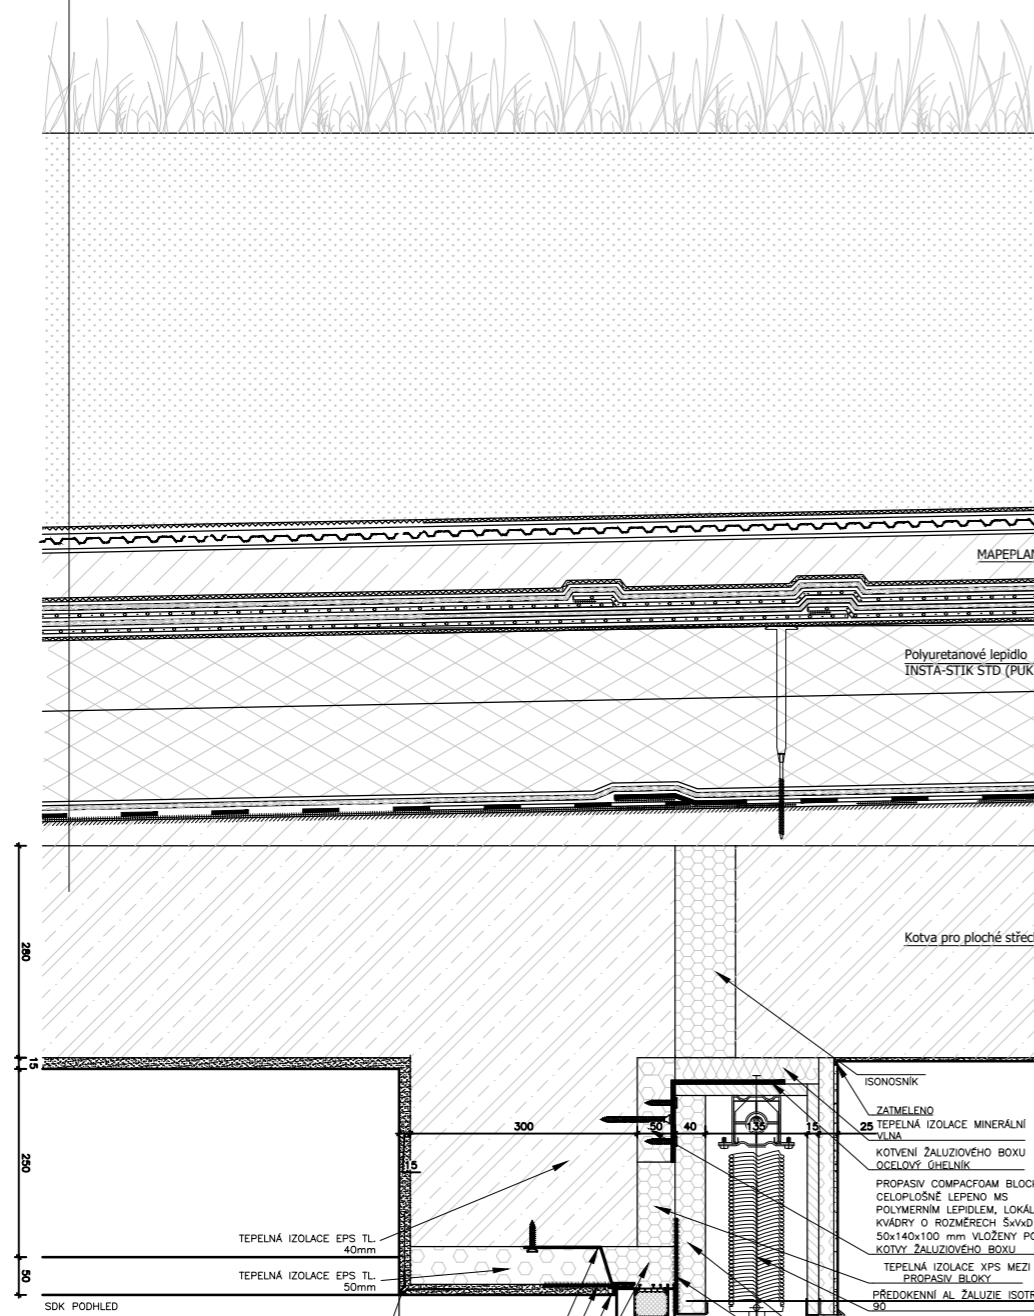 MAPEPLAN
Polyuretanové lepidlo
INSTA-STIK STD (PUK
280
Kotva pro ploché střech
15
ISONOSNÍK
ZATMELENO
TEPELNÁ IZOLACE MINERÁLNÍ
VLNA
300
50
40
135
15
25
KOTVENÍ ŽALUZIOVÉHO BOXU
OCELOVÝ ÚHELNÍK
15
250
PROPASIV COMPACFOAM BLOCK
CELOPLOŠNĚ LEPENO MS
POLYMERNÍM LEPIDLEM, LOKÁL
KVÁDRY O ROZMĚRECH ŠxVxD
50x140x100 mm VLOŽENY PO
KOTVY ŽALUZIOVÉHO BOXU
TEPELNÁ IZOLACE EPS TL.
40mm
TEPELNÁ IZOLACE XPS MEZI
PROPASIV BLOKY
TEPELNÁ IZOLACE EPS TL.
50mm
50
PŘEDOKENNÍ AL ŽALUZIE ISOTR
90
SDK PODHLED